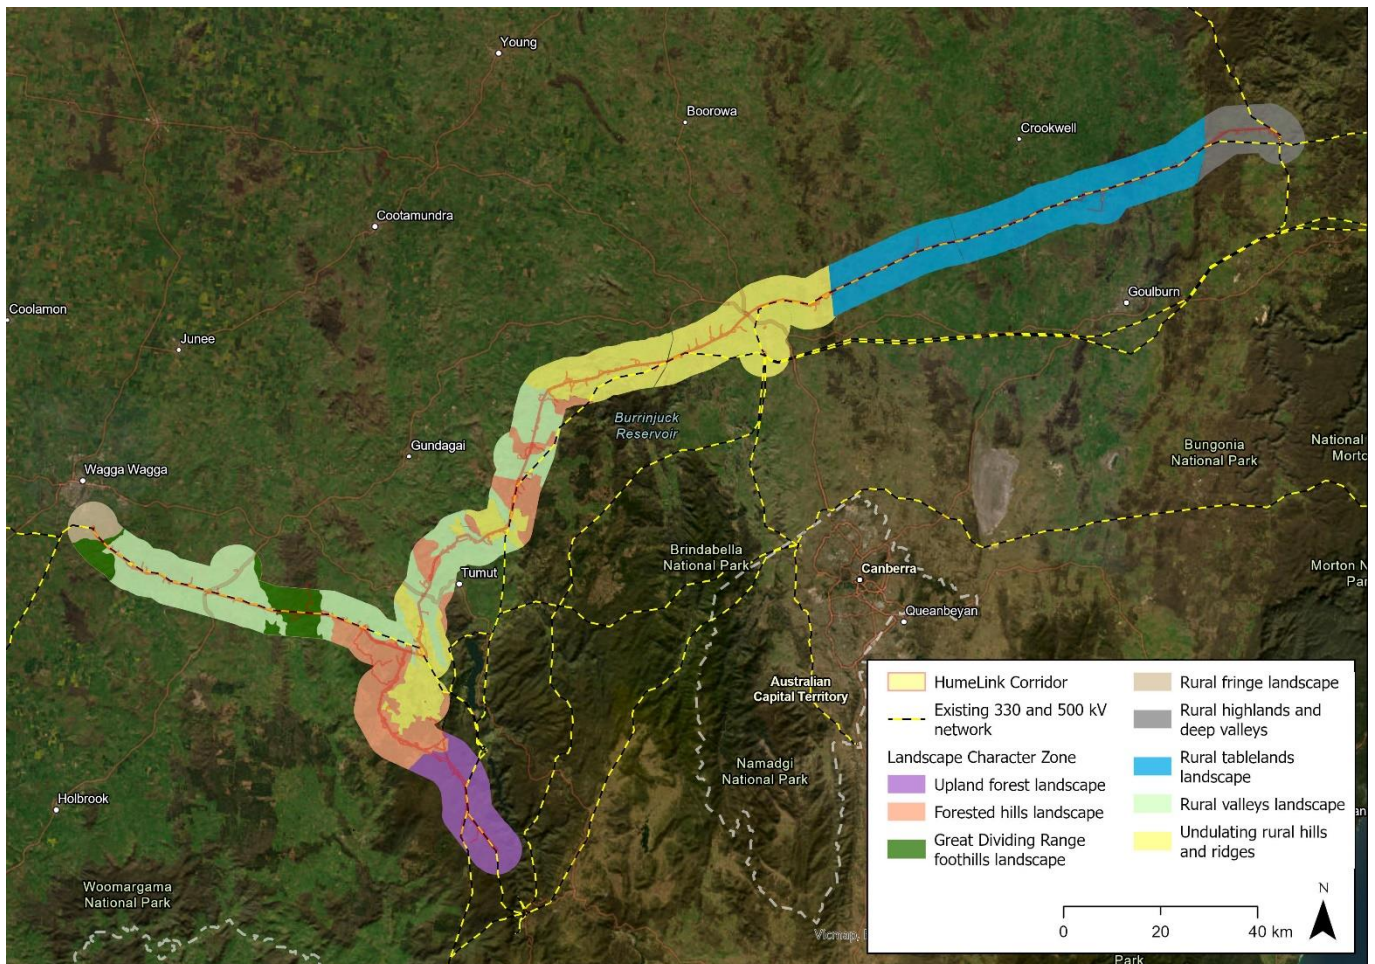 Young
Boorowa
Crookwell
Cootamundra
Coolamon
Goulburn
Junee
Burrinjuck
Reservoir
Gundagai
Bungonia
National Park
National
Wagga Wagga
Brindabella
National Park
Canberra
Tumut
Queanbeyan
Australian
Capital Territory
Namadgi
National Park
Holbrook
Woomargama
National Park
Vicmap,
Park
HumeLink Corridor
Existing 330 and 500 kV
network
Landscape Character Zone
Upland forest landscape
Forested hills landscape
Great Dividing Range
foothills landscape
Rural fringe landscape
Rural highlands and
deep valleys
Rural tablelands
landscape
Rural valleys landscape
Undulating rural hills
and ridges
N
0 20 40 km